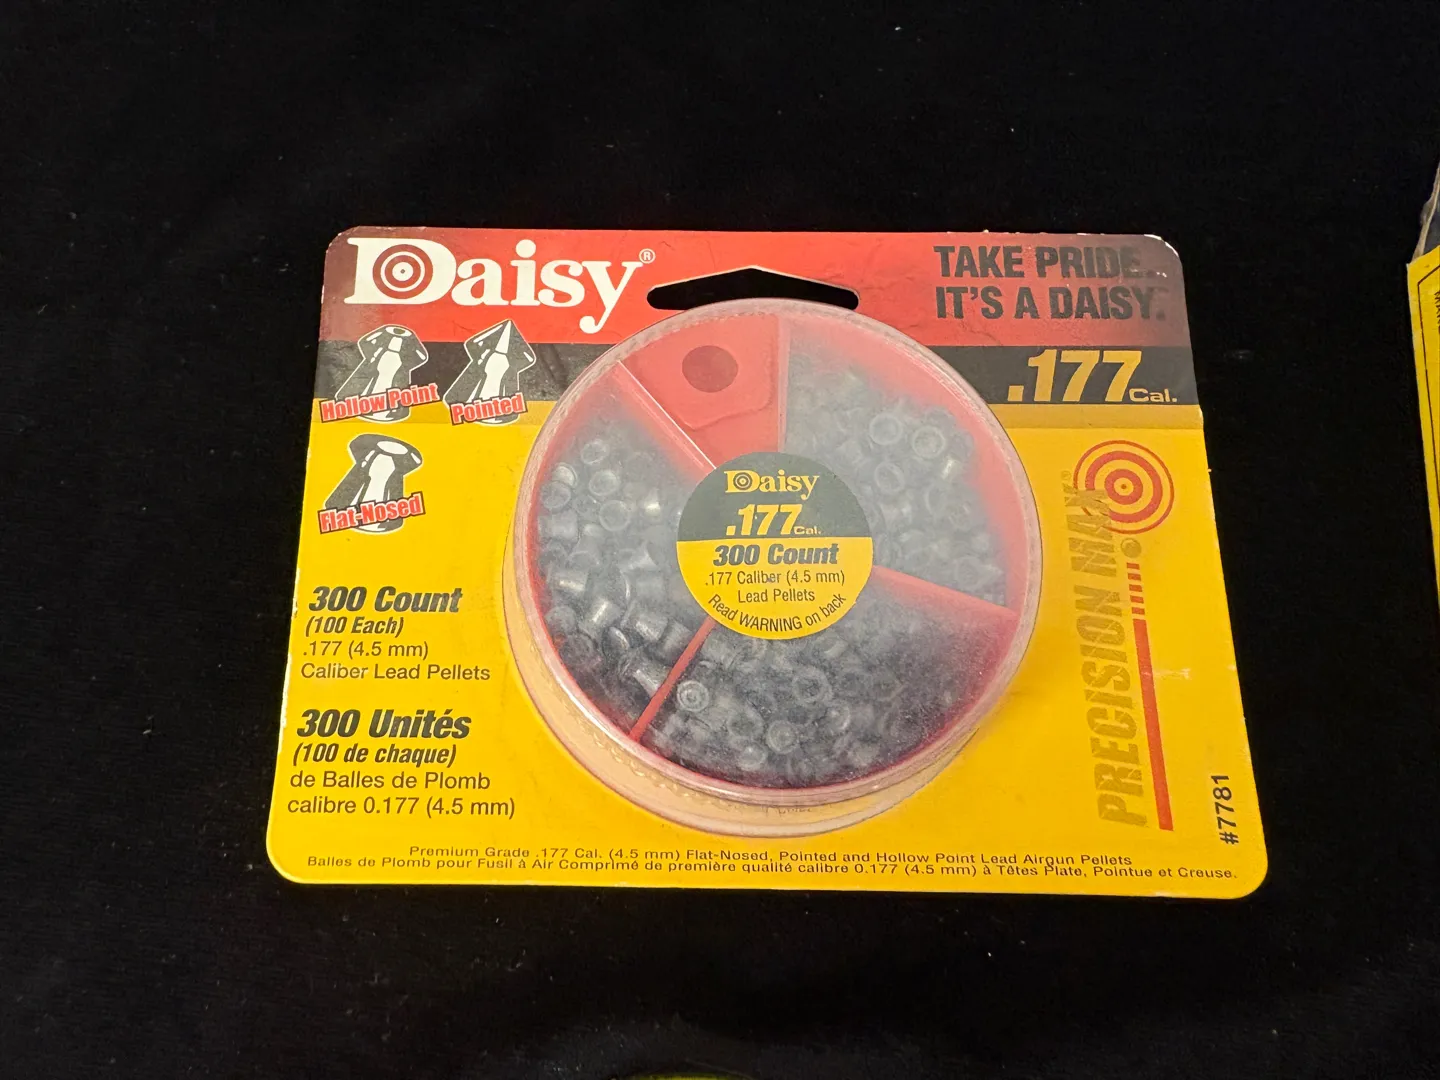 Daisy®
TAKE PRIDE...
IT'S A DAISY.
.177 Cal.
Hollow Point
Pointed
Flat-Nosed
300 Count
(100 Each)
.177 (4.5 mm)
Caliber Lead Pellets
300 Unités
(100 de chaque)
de Balles de Plomb
calibre 0.177 (4.5 mm)
Daisy
.177 Cal.
300 Count
.177 Caliber (4.5 mm)
Lead Pellets
Read WARNING on back
PRECISION MAX®
#7781
Premium Grade .177 Cal. (4.5 mm) Flat-Nosed, Pointed and Hollow Point Lead Airgun Pellets
Balles de Plomb pour Fusil à Air Comprimé de première qualité calibre 0.177 (4.5 mm) à Têtes Plate, Pointue et Creuse.